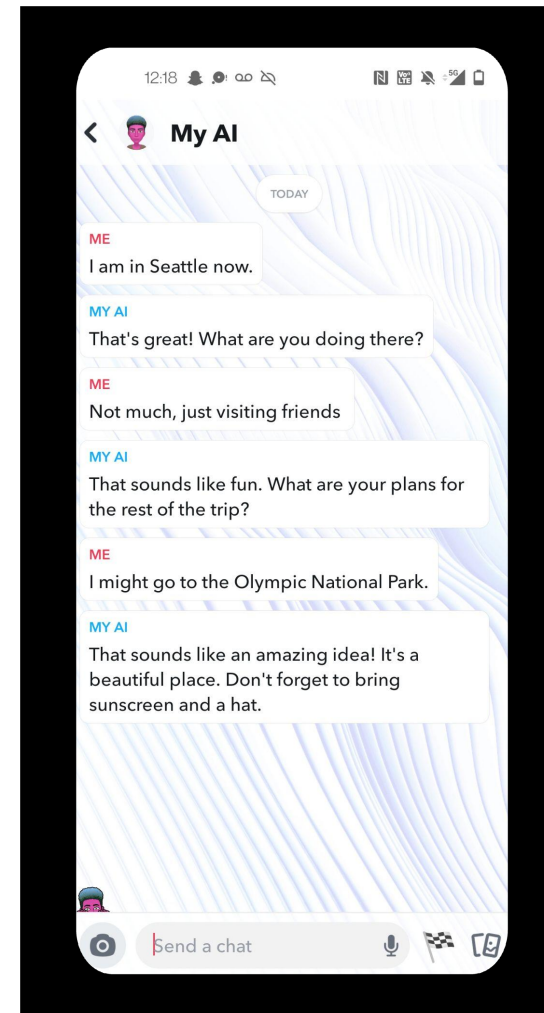 12:18
5G
VoD LTE
My AI
TODAY
ME
I am in Seattle now.
MY AI
That's great! What are you doing there?
ME
Not much, just visiting friends
MY AI
That sounds like fun. What are your plans for
the rest of the trip?
ME
I might go to the Olympic National Park.
MY AI
That sounds like an amazing idea! It's a
beautiful place. Don't forget to bring
sunscreen and a hat.
Send a chat